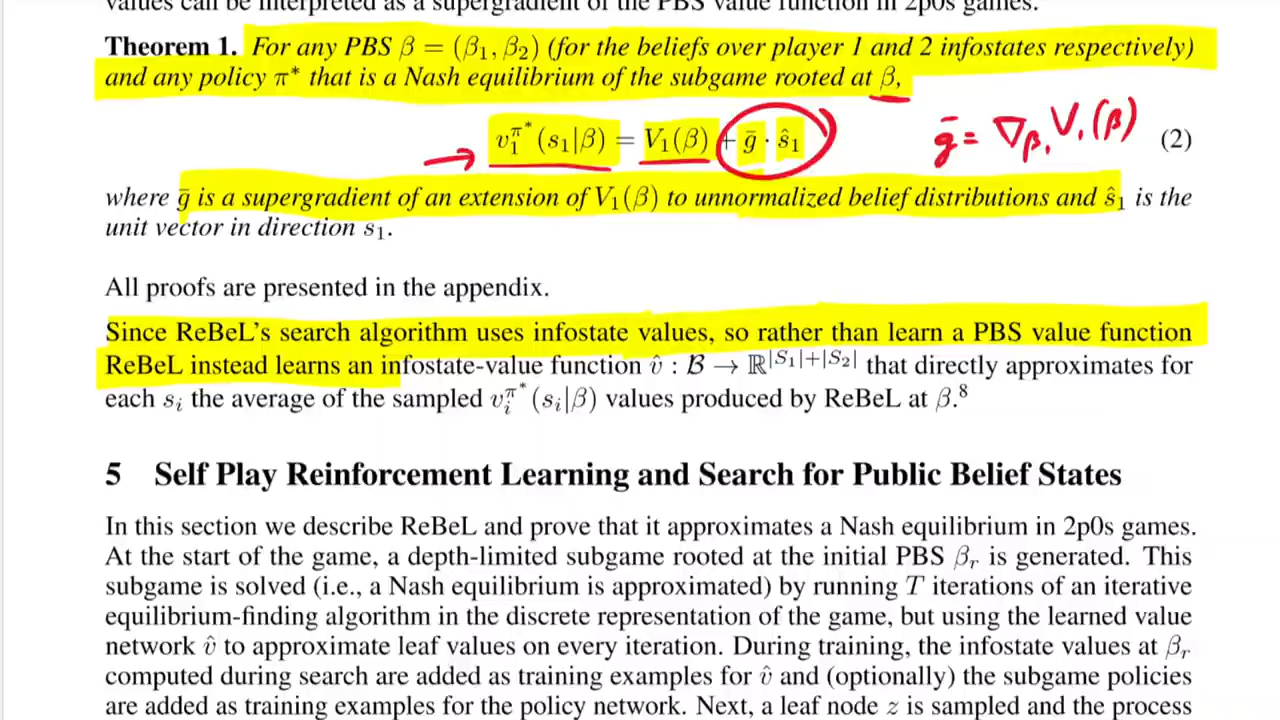 values can be interpreted as a supergradient of the PBS value function in 2p0s games.
Theorem 1. For any PBS β = (β₁, β₂) (for the beliefs over player 1 and 2 infostates respectively)
and any policy π* that is a Nash equilibrium of the subgame rooted at β,
v₁^π*(s₁|β) = V₁(β) + ḡ · ŝ₁ ḡ = ∇β₁ V₁(β) (2)
where ḡ is a supergradient of an extension of V₁(β) to unnormalized belief distributions and ŝ₁ is the
unit vector in direction s₁.
All proofs are presented in the appendix.
Since ReBeL's search algorithm uses infostate values, so rather than learn a PBS value function
ReBeL instead learns an infostate-value function v̂ : 𝓑 → ℝ^|S₁|+|S₂| that directly approximates for
each sᵢ the average of the sampled vᵢ^π*(sᵢ|β) values produced by ReBeL at β.⁸
5 Self Play Reinforcement Learning and Search for Public Belief States
In this section we describe ReBeL and prove that it approximates a Nash equilibrium in 2p0s games.
At the start of the game, a depth-limited subgame rooted at the initial PBS βᵣ is generated. This
subgame is solved (i.e., a Nash equilibrium is approximated) by running T iterations of an iterative
equilibrium-finding algorithm in the discrete representation of the game, but using the learned value
network v̂ to approximate leaf values on every iteration. During training, the infostate values at βᵣ
computed during search are added as training examples for v̂ and (optionally) the subgame policies
are added as training examples for the policy network. Next, a leaf node z is sampled and the process